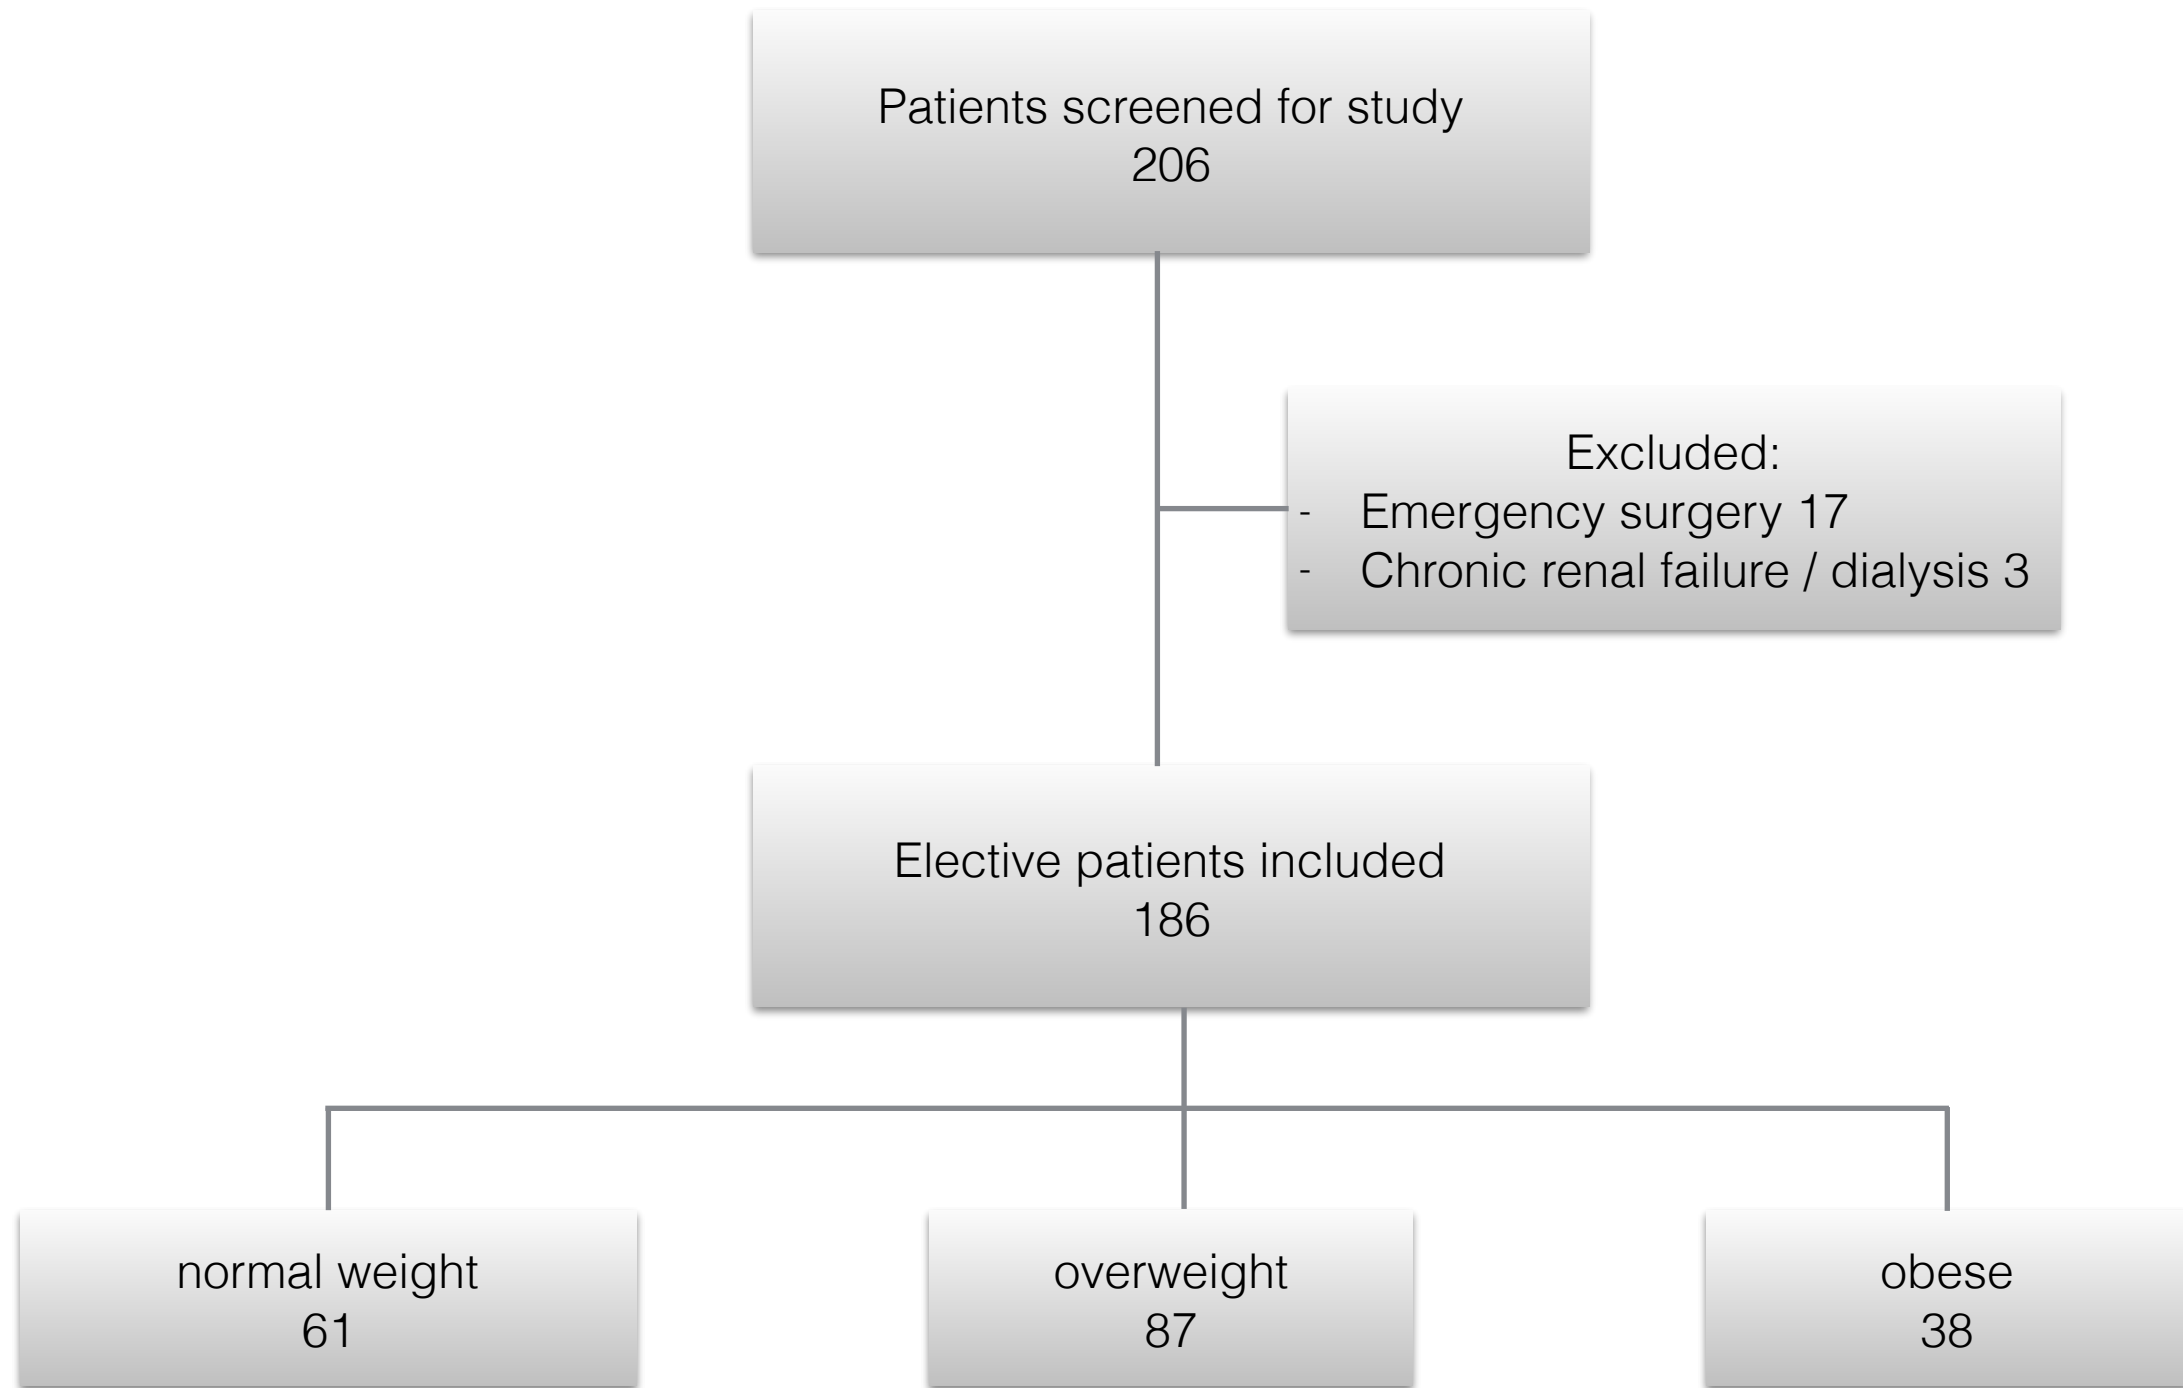 Patients screened for study
206
Excluded:
- Emergency surgery 17
- Chronic renal failure / dialysis 3
Elective patients included
186
normal weight
61
overweight
87
obese
38